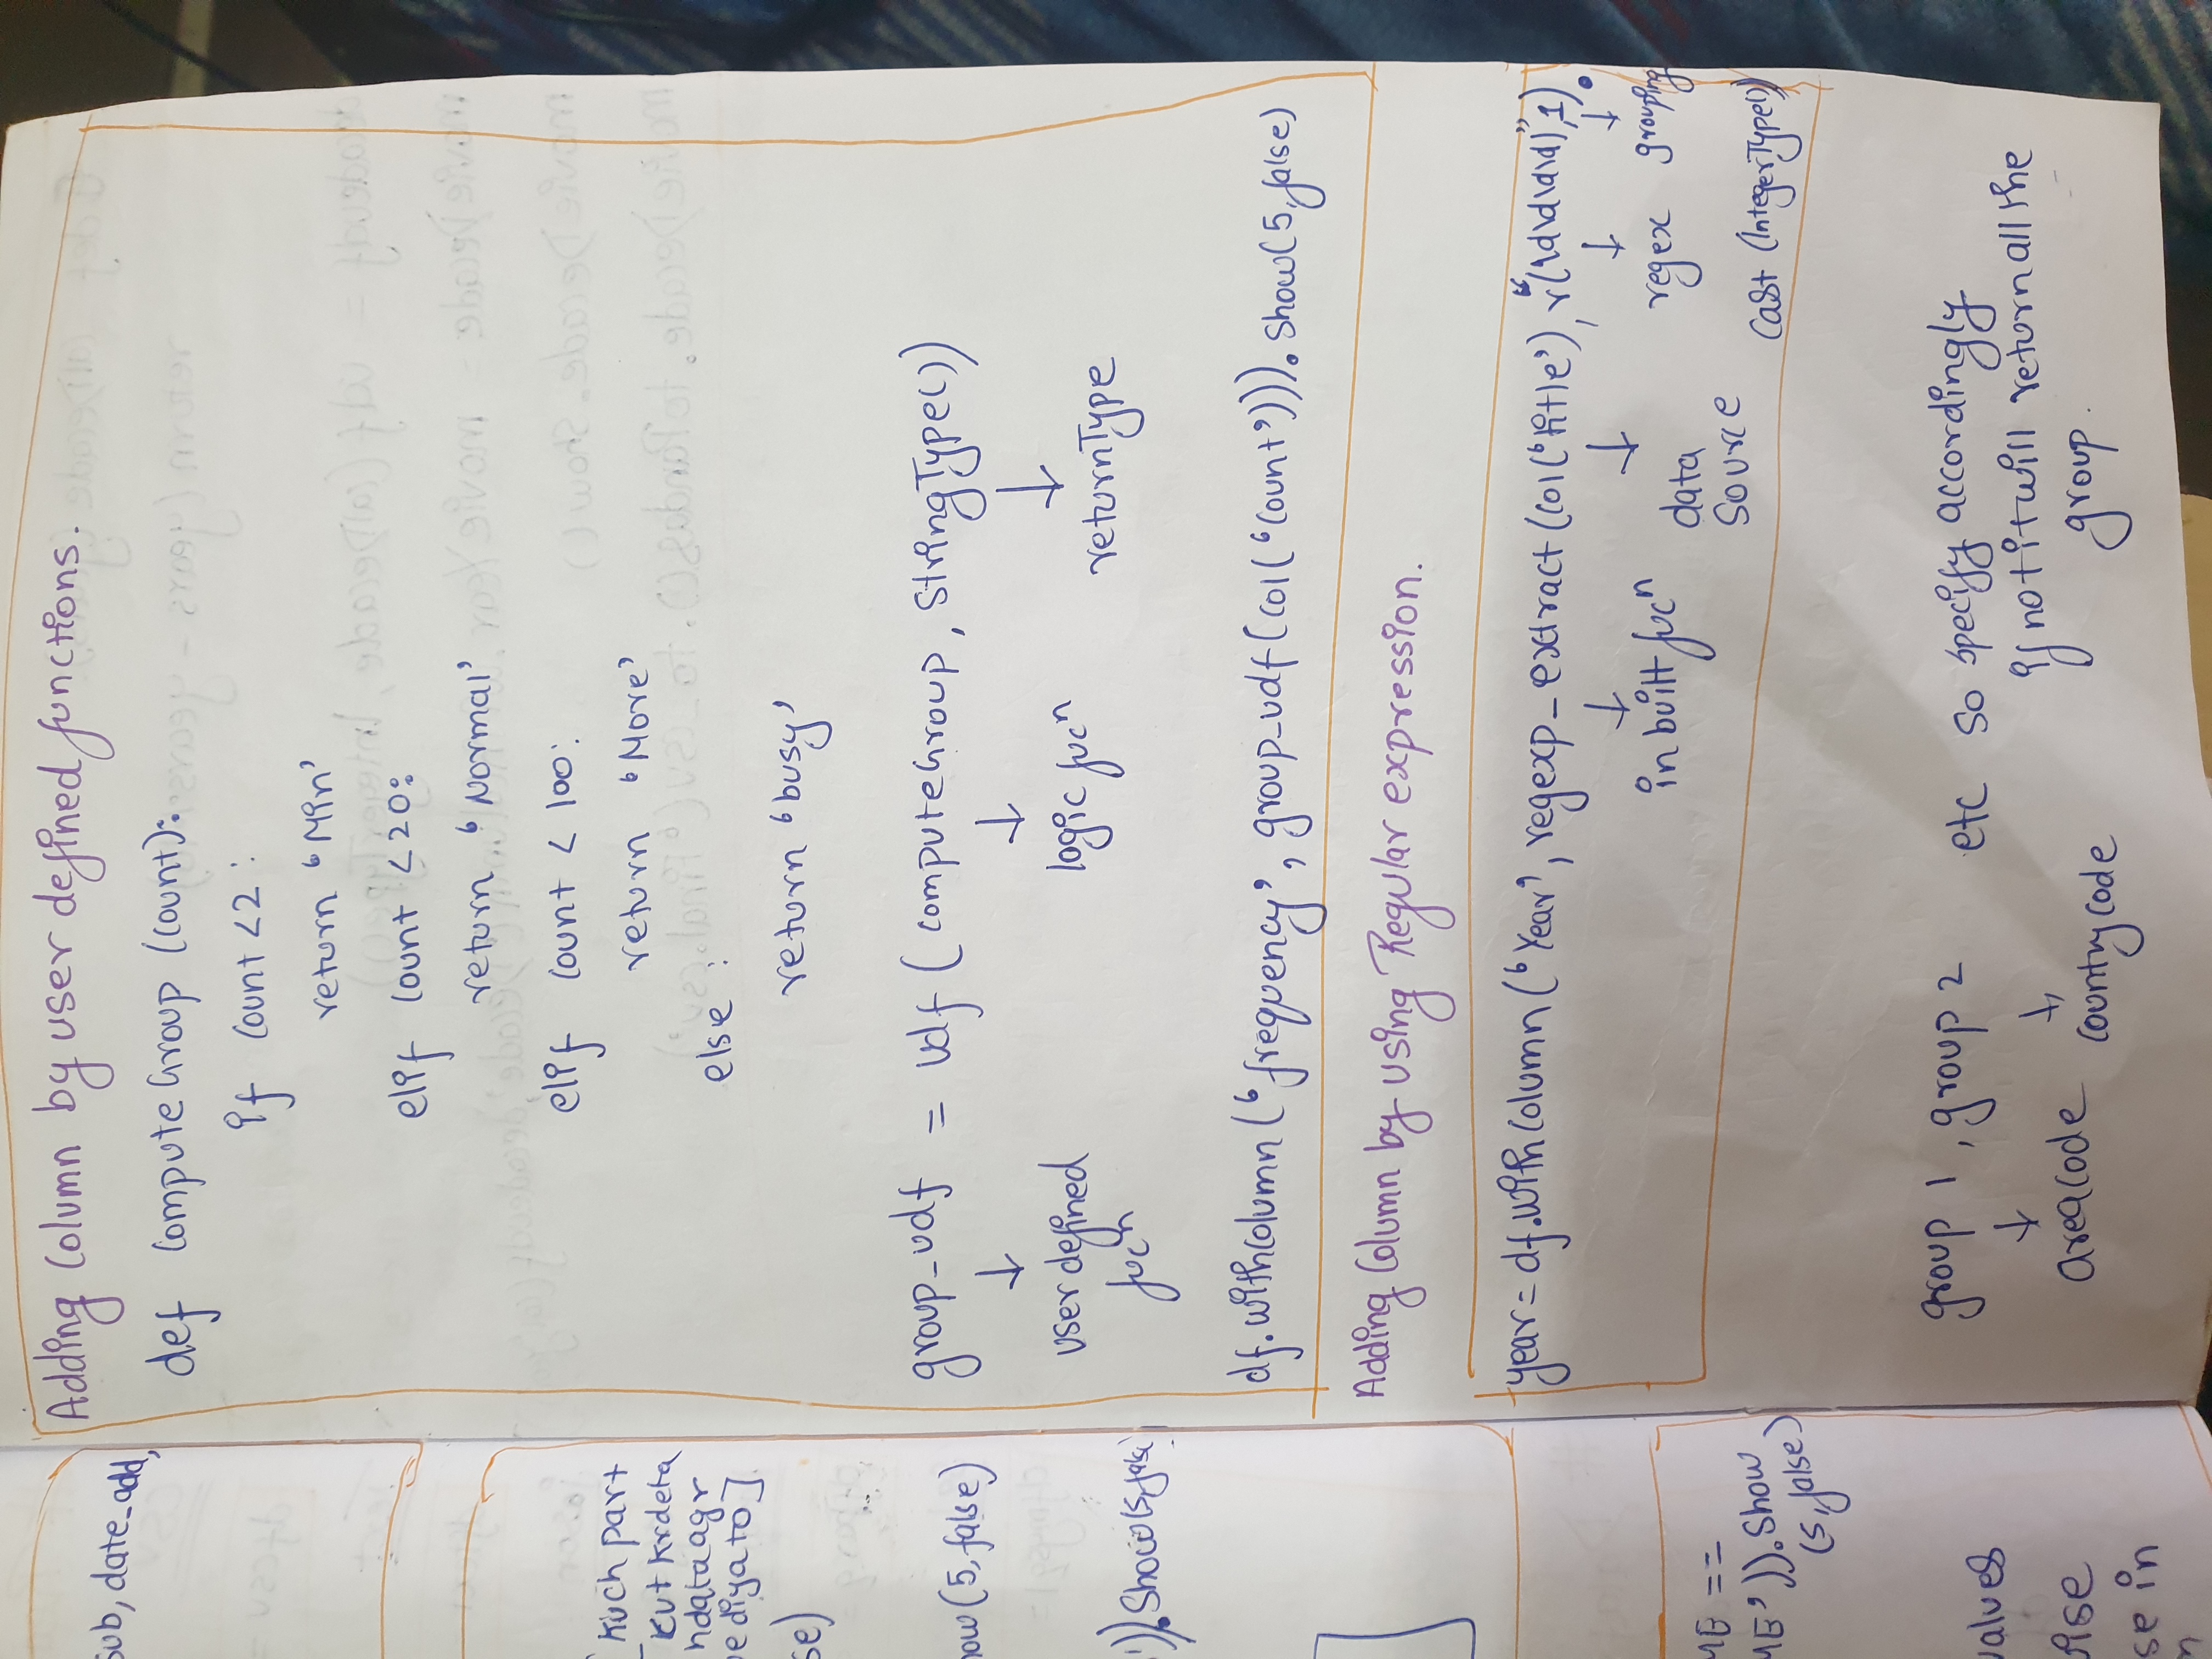 sub, date_add,
Kuch part
cut krdeta
ndata agr
diya to]
se)
how (5, false)
')).Show(5, false)
ME ==
ME')).Show
(5, false)
values
wise
se in
Adding Column by user defined functions.
def computeGroup (count):
if count <2 :
return 'Min'
elif count <20:
return 'Normal'
elif count < 100:
return 'More'
else :
return 'busy'
group_udf = udf ( computeGroup, StringType())
↓ ↓ ↓
user defined fucⁿ logic fucⁿ returnType
df.withcolumn ('frequency', group_udf (col('count'))). Show(5, false)
Adding Column by using Regular expression.
year = df.withColumn ('Year', regexp_extract (col('title'), r"(\d\d\d\d)",1).
↓ ↓ ↓ ↓
in built fucⁿ data source regex grouping
Cast (IntegerType())
group 1, group 2 etc so specify accordingly
↓ ↓ if not it will return all the
areacode country code group.